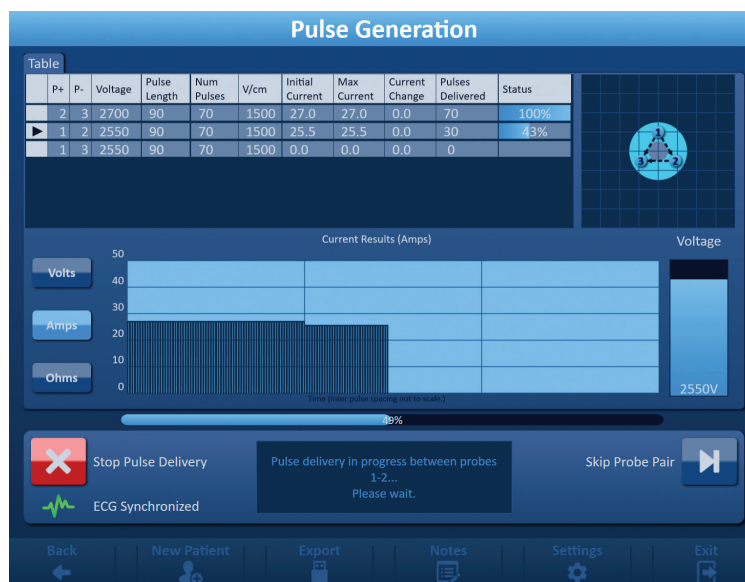 Pulse Generation
Table
P+ P- Voltage Pulse Length Num Pulses V/cm Initial Current Max Current Current Change Pulses Delivered Status
2 3 2700 90 70 1500 27.0 27.0 0.0 70 100%
1 2 2550 90 70 1500 25.5 25.5 0.0 30 43%
1 3 2550 90 70 1500 0.0 0.0 0.0 0
1
3 2
Current Results (Amps)
Voltage
Volts
Amps
Ohms
50
40
30
20
10
0
Time (Inter pulse spacing not to scale.)
2550V
49%
Stop Pulse Delivery
ECG Synchronized
Pulse delivery in progress between probes
1-2...
Please wait.
Skip Probe Pair
Back New Patient Export Notes Settings Exit